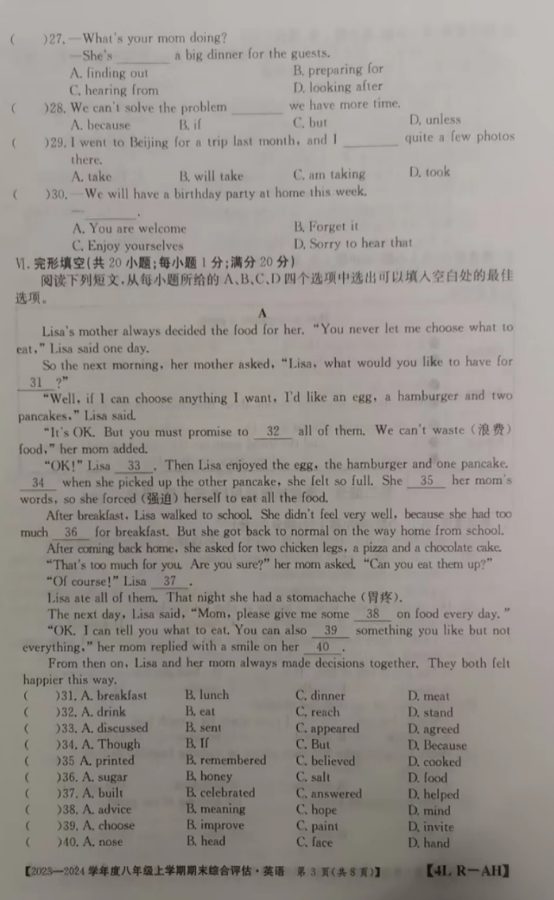 ( )27. —What's your mom doing?
—She's ________ a big dinner for the guests.
A. finding out B. preparing for
C. hearing from D. looking after
( )28. We can't solve the problem ________ we have more time.
A. because B. if C. but D. unless
( )29. I went to Beijing for a trip last month, and I ________ quite a few photos
there.
A. take B. will take C. am taking D. took
( )30. —We will have a birthday party at home this week.
—________.
A. You are welcome B. Forget it
C. Enjoy yourselves D. Sorry to hear that
Ⅵ. 完形填空(共 20 小题;每小题 1 分;满分 20 分)
阅读下列短文,从每小题所给的 A、B、C、D 四个选项中选出可以填入空白处的最佳
选项。
A
Lisa's mother always decided the food for her. “You never let me choose what to
eat,” Lisa said one day.
So the next morning, her mother asked, “Lisa, what would you like to have for
31 ?”
“Well, if I can choose anything I want, I'd like an egg, a hamburger and two
pancakes,” Lisa said.
“It's OK. But you must promise to 32 all of them. We can't waste (浪费)
food,” her mom added.
“OK!” Lisa 33 . Then Lisa enjoyed the egg, the hamburger and one pancake.
34 when she picked up the other pancake, she felt so full. She 35 her mom's
words, so she forced (强迫) herself to eat all the food.
After breakfast, Lisa walked to school. She didn't feel very well, because she had too
much 36 for breakfast. But she got back to normal on the way home from school.
After coming back home, she asked for two chicken legs, a pizza and a chocolate cake.
“That's too much for you. Are you sure?” her mom asked. “Can you eat them up?”
“Of course!” Lisa 37 .
Lisa ate all of them. That night she had a stomachache (胃疼).
The next day, Lisa said, “Mom, please give me some 38 on food every day.”
“OK. I can tell you what to eat. You can also 39 something you like but not
everything,” her mom replied with a smile on her 40 .
From then on, Lisa and her mom always made decisions together. They both felt
happier this way.
( )31. A. breakfast B. lunch C. dinner D. meat
( )32. A. drink B. eat C. reach D. stand
( )33. A. discussed B. sent C. appeared D. agreed
( )34. A. Though B. If C. But D. Because
( )35 A. printed B. remembered C. believed D. cooked
( )36. A. sugar B. honey C. salt D. food
( )37. A. built B. celebrated C. answered D. helped
( )38. A. advice B. meaning C. hope D. mind
( )39. A. choose B. improve C. paint D. invite
( )40. A. nose B. head C. face D. hand
【2023—2024 学年度八年级上学期期末综合评估·英语 第 3 页(共 8 页)】 【4L R—AH】